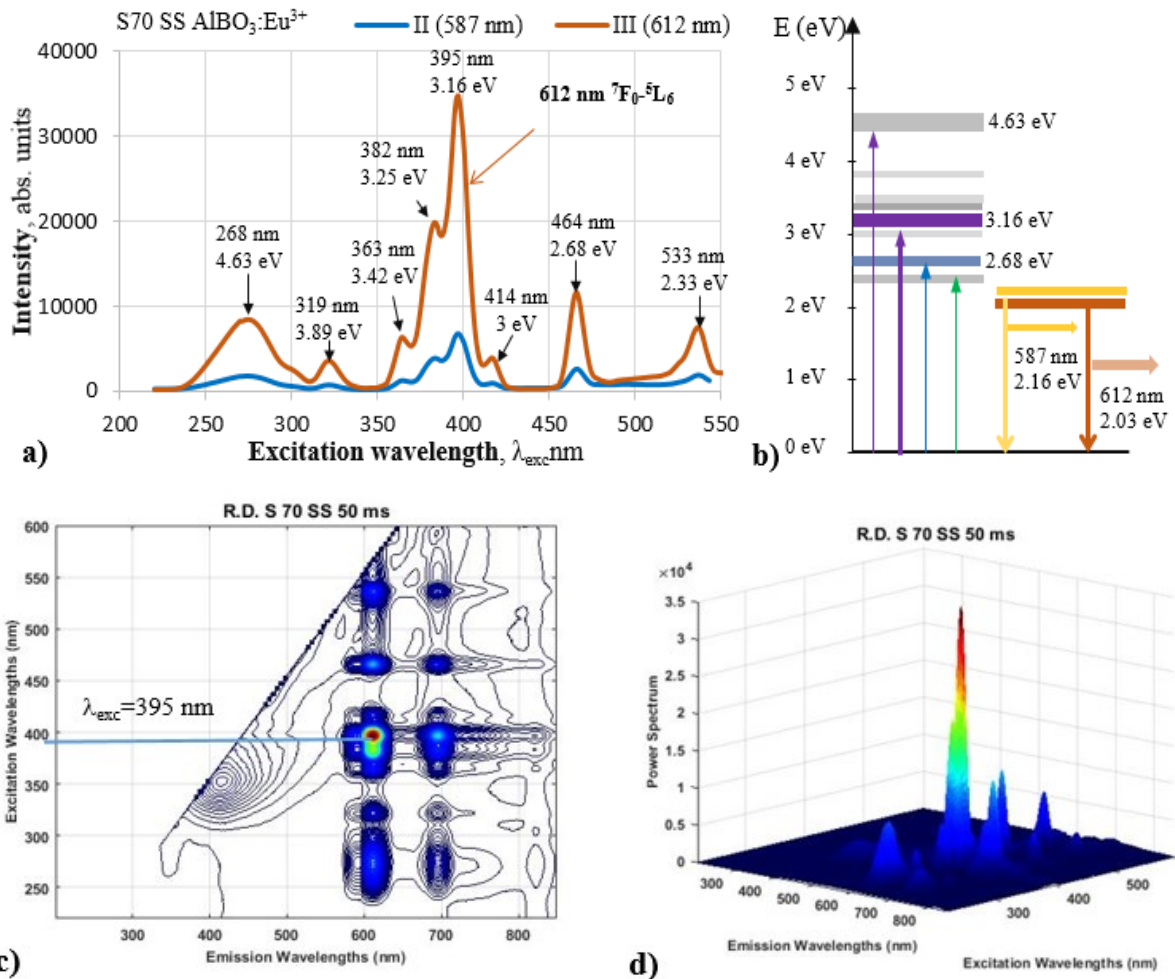 S70 SS AlBO₃:Eu³⁺
II (587 nm)
III (612 nm)
Intensity, abs. units
40000
30000
20000
10000
0
395 nm
3.16 eV
612 nm ⁷F₀-⁵L₆
382 nm
3.25 eV
268 nm
4.63 eV
363 nm
3.42 eV
464 nm
2.68 eV
533 nm
2.33 eV
319 nm
3.89 eV
414 nm
3 eV
200 250 300 350 400 450 500 550
a)
Excitation wavelength, λexcnm
E (eV)
5 eV
4 eV
3 eV
2 eV
1 eV
0 eV
4.63 eV
3.16 eV
2.68 eV
587 nm
2.16 eV
612 nm
2.03 eV
b)
R.D. S 70 SS 50 ms
Excitation Wavelengths (nm)
600
550
500
450
400
350
300
250
λexc=395 nm
300 400 500 600 700 800
Emission Wavelengths (nm)
c)
R.D. S 70 SS 50 ms
×10⁴
Power Spectrum
3.5
3
2.5
2
1.5
1
0.5
0
300 400 500 600 700 800
300 400 500
Emission Wavelengths (nm)
Excitation Wavelengths (nm)
d)